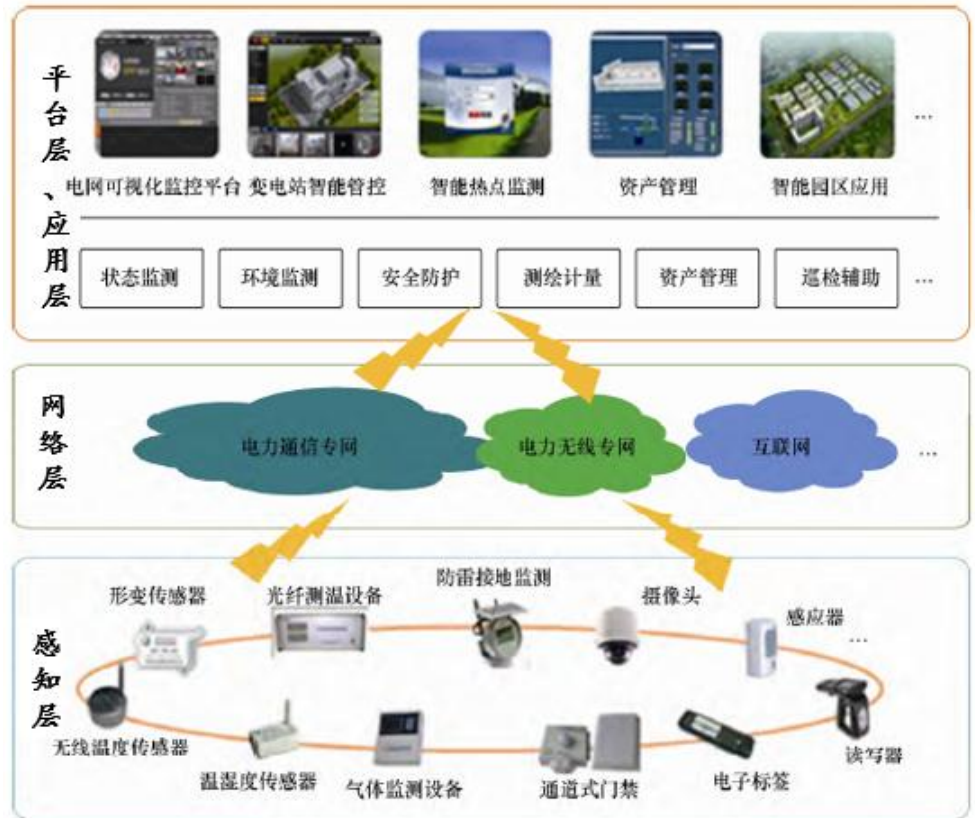 平台层、应用层
电网可视化监控平台
变电站智能管控
智能热点监测
资产管理
智能园区应用
...
状态监测
环境监测
安全防护
测绘计量
资产管理
巡检辅助
...
网络层
电力通信专网
电力无线专网
互联网
...
感知层
形变传感器
光纤测温设备
防雷接地监测
摄像头
感应器
...
无线温度传感器
温湿度传感器
气体监测设备
通道式门禁
电子标签
读写器